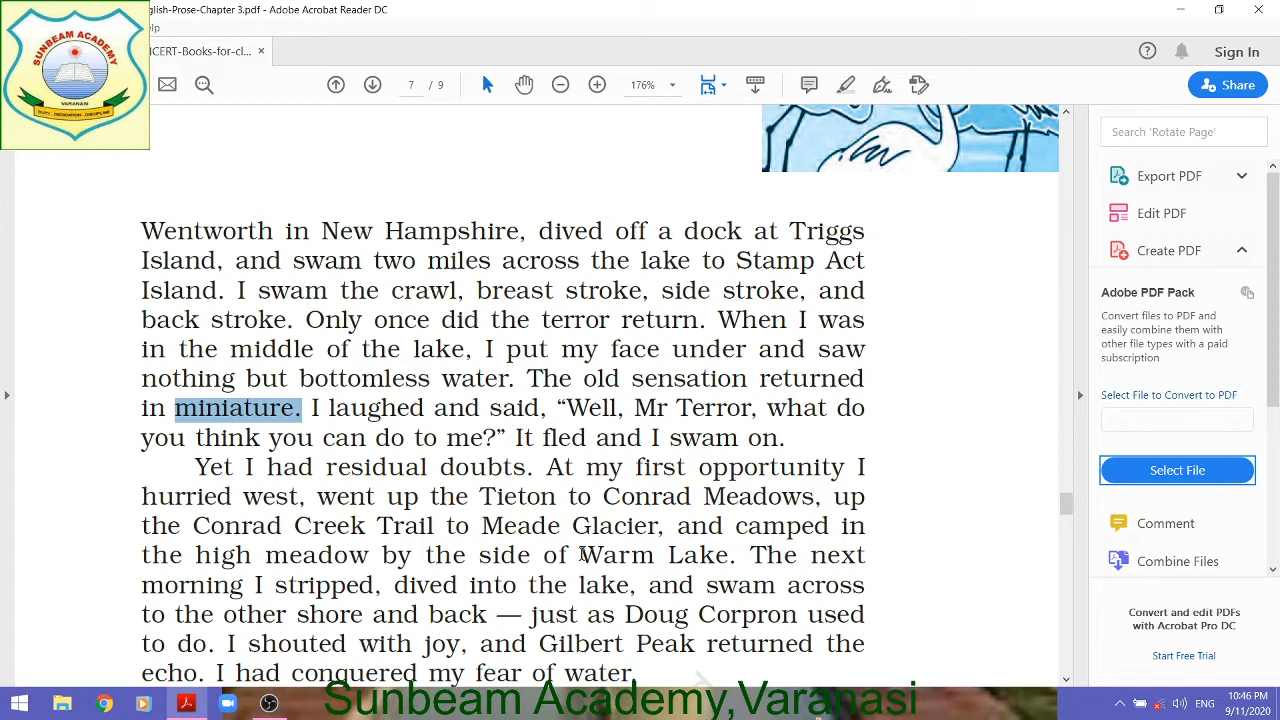 nglish-Prose-Chapter 3.pdf - Adobe Acrobat Reader DC
elp
SUNBEAM ACADEMY
VARANASI
DUTY - DEDICATION - DISCIPLINE
NCERT-Books-for-cl... ×
Sign In
7 / 9
176%
Share
Wentworth in New Hampshire, dived off a dock at Triggs
Island, and swam two miles across the lake to Stamp Act
Island. I swam the crawl, breast stroke, side stroke, and
back stroke. Only once did the terror return. When I was
in the middle of the lake, I put my face under and saw
nothing but bottomless water. The old sensation returned
in miniature. I laughed and said, “Well, Mr Terror, what do
you think you can do to me?” It fled and I swam on.
Yet I had residual doubts. At my first opportunity I
hurried west, went up the Tieton to Conrad Meadows, up
the Conrad Creek Trail to Meade Glacier, and camped in
the high meadow by the side of Warm Lake. The next
morning I stripped, dived into the lake, and swam across
to the other shore and back — just as Doug Corpron used
to do. I shouted with joy, and Gilbert Peak returned the
echo. I had conquered my fear of water.
Search 'Rotate Page'
Export PDF
Edit PDF
Create PDF
Adobe PDF Pack
Convert files to PDF and
easily combine them with
other file types with a paid
subscription
Select File to Convert to PDF
Select File
Comment
Combine Files
Convert and edit PDFs
with Acrobat Pro DC
Start Free Trial
Sunbeam Academy,Varanasi
ENG
10:46 PM
9/11/2020